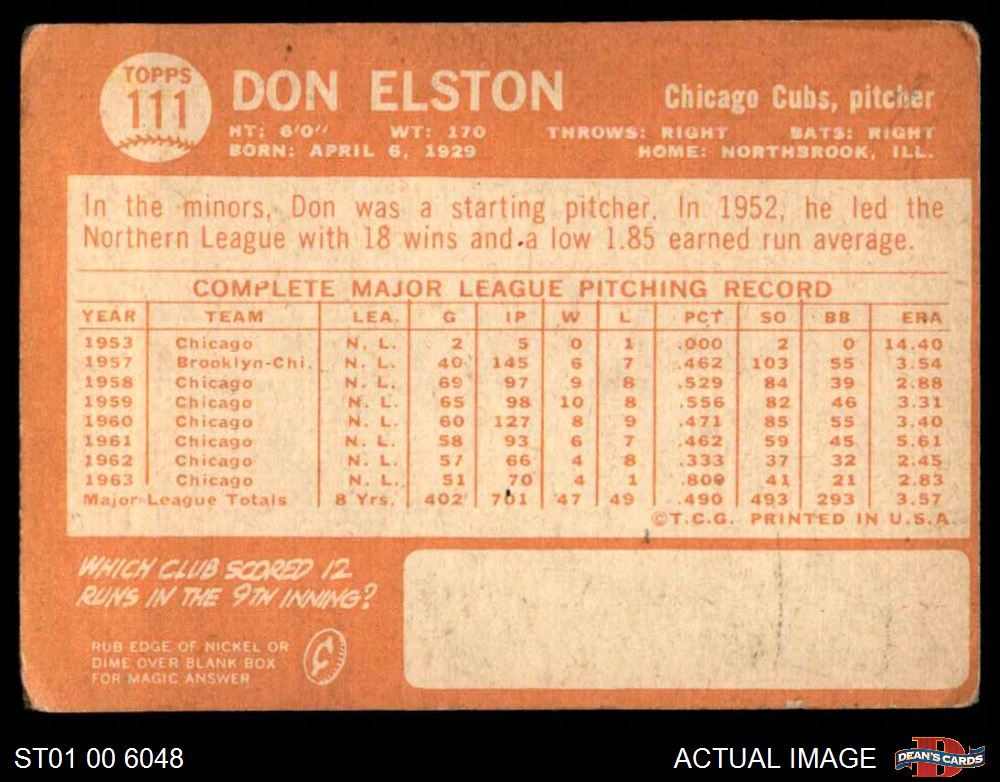 TOPPS
111
DON ELSTON
Chicago Cubs, pitcher
HT: 6'0" WT: 170 THROWS: RIGHT BATS: RIGHT
BORN: APRIL 6, 1929 HOME: NORTHBROOK, ILL.
In the minors, Don was a starting pitcher. In 1952, he led the
Northern League with 18 wins and a low 1.85 earned run average.
COMPLETE MAJOR LEAGUE PITCHING RECORD
YEAR TEAM LEA. G IP W L PCT SO BB ERA
1953 Chicago N. L. 2 5 0 1 .000 2 0 14.40
1957 Brooklyn-Chi. N. L. 40 145 6 7 .462 103 55 3.54
1958 Chicago N. L. 69 97 9 8 .529 84 39 2.88
1959 Chicago N. L. 65 98 10 8 .556 82 46 3.31
1960 Chicago N. L. 60 127 8 9 .471 85 55 3.40
1961 Chicago N. L. 58 93 6 7 .462 59 45 5.61
1962 Chicago N. L. 57 66 4 8 .333 37 32 2.45
1963 Chicago N. L. 51 70 4 1 .800 41 21 2.83
Major League Totals 8 Yrs. 402 701 47 49 .490 493 293 3.57
©T.C.G. PRINTED IN U.S.A.
WHICH CLUB SCORED 12
RUNS IN THE 9TH INNING?
RUB EDGE OF NICKEL OR
DIME OVER BLANK BOX
FOR MAGIC ANSWER
ST01 00 6048
ACTUAL IMAGE
D
DEAN'S CARDS